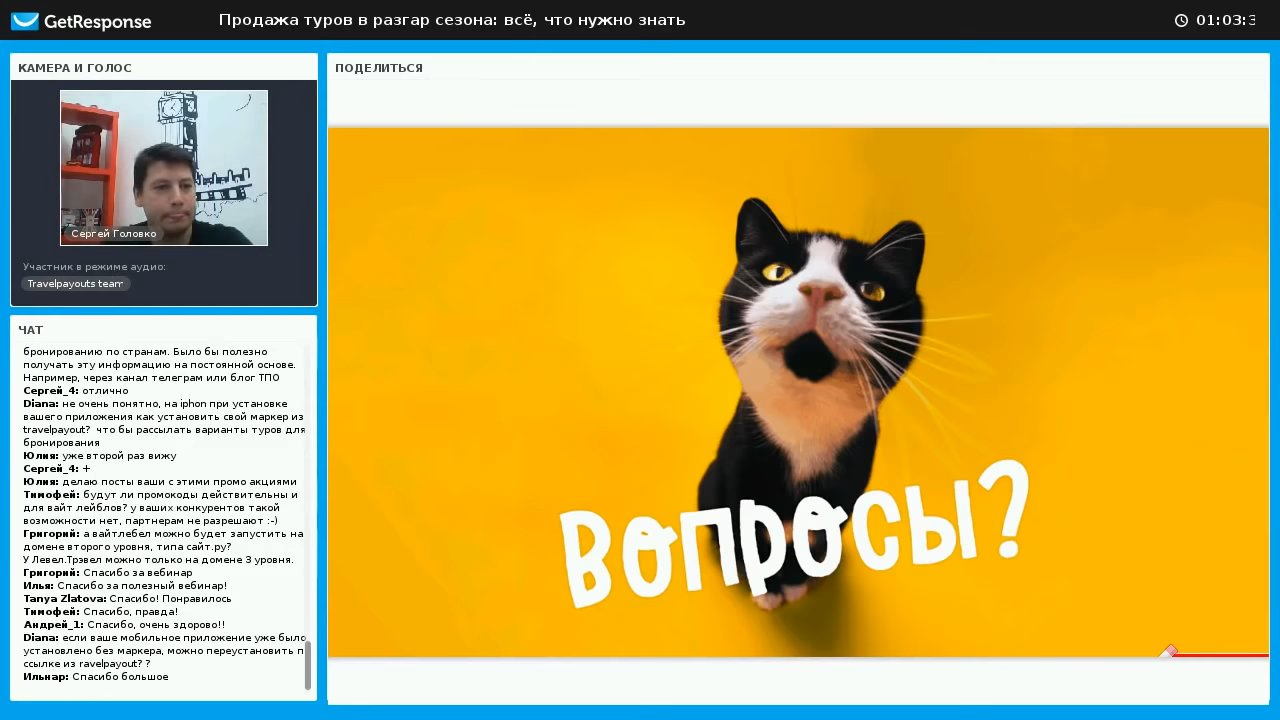 GetResponse
Продажа туров в разгар сезона: всё, что нужно знать
01:03:3
КАМЕРА И ГОЛОС
Сергей Головко
Участник в режиме аудио:
Travelpayouts team
ЧАТ
бронированию по странам. Было бы полезно
получать эту информацию на постоянной основе.
Например, через канал телеграм или блог ТПО
Сергей_4: отлично
Diana: не очень понятно, на iphon при установке
вашего приложения как установить свой маркер из
travelpayout? что бы рассылать варианты туров для
бронирования
Юлия: уже второй раз вижу
Сергей_4: +
Юлия: делаю посты ваши с этими промо акциями
Тимофей: будут ли промокоды действительны и
для вайт лейблов? у ваших конкурентов такой
возможности нет, партнерам не разрешают :-)
Григорий: а вайтлебел можно будет запустить на
домене второго уровня, типа сайт.ру?
У Левел.Трэвел можно только на домене 3 уровня.
Григорий: Спасибо за вебинар
Илья: Спасибо за полезный вебинар!
Tanya Zlatova: Спасибо! Понравилось
Тимофей: Спасибо, правда!
Андрей_1: Спасибо, очень здорово!!
Diana: если ваше мобильное приложение уже было
установлено без маркера, можно переустановить п
ссылке из ravelpayout? ?
Ильнар: Спасибо большое
ПОДЕЛИТЬСЯ
ВОПРОСЫ?